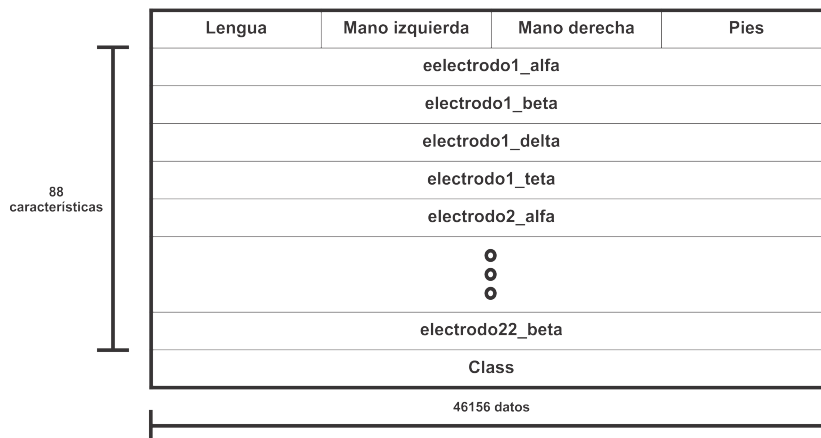 Lengua Mano izquierda Mano derecha Pies
eelectrodo1_alfa
electrodo1_beta
electrodo1_delta
electrodo1_teta
electrodo2_alfa
electrodo22_beta
Class
88
características
46156 datos